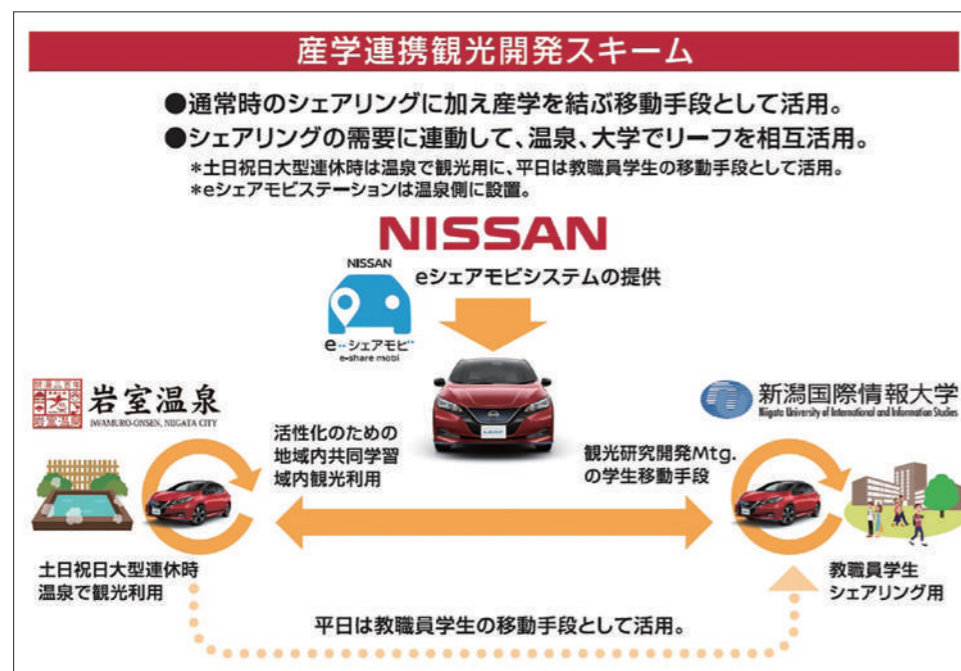 産学連携観光開発スキーム
●通常時のシェアリングに加え産学を結ぶ移動手段として活用。
●シェアリングの需要に連動して、温泉、大学でリーフを相互活用。
*土日祝日大型連休時は温泉で観光用に、平日は教職員学生の移動手段として活用。
*eシェアモビステーションは温泉側に設置。
NISSAN
NISSAN
eシェアモビシステムの提供
e シェアモビ
e-share mobi
岩室温泉
IWAMURO-ONSEN, NIIGATA CITY
新潟国際情報大学
Niigata University of International and Information Studies
活性化のための
地域内共同学習
域内観光利用
観光研究開発Mtg.
の学生移動手段
土日祝日大型連休時
温泉で観光利用
教職員学生
シェアリング用
平日は教職員学生の移動手段として活用。